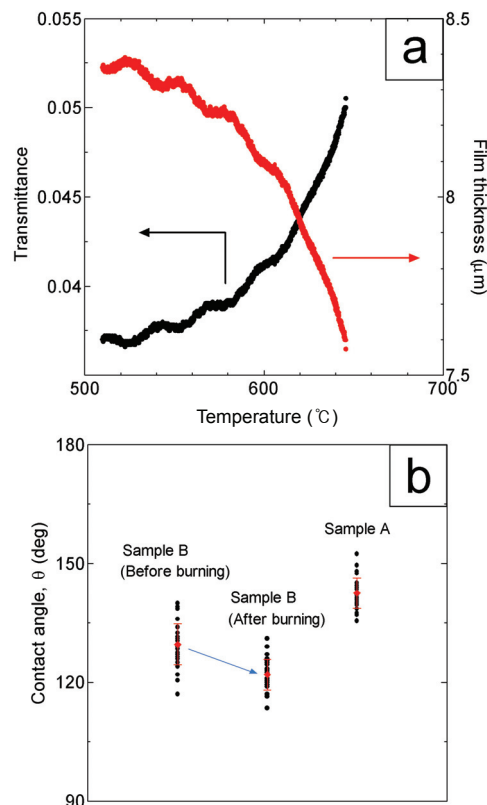 a
0.055
0.05
0.045
0.04
Transmittance
8.5
8
7.5
Film thickness (μm)
500
600
700
Temperature (℃)
b
180
150
120
90
Contact angle, θ (deg)
Sample A
Sample B
(Before burning)
Sample B
(After burning)